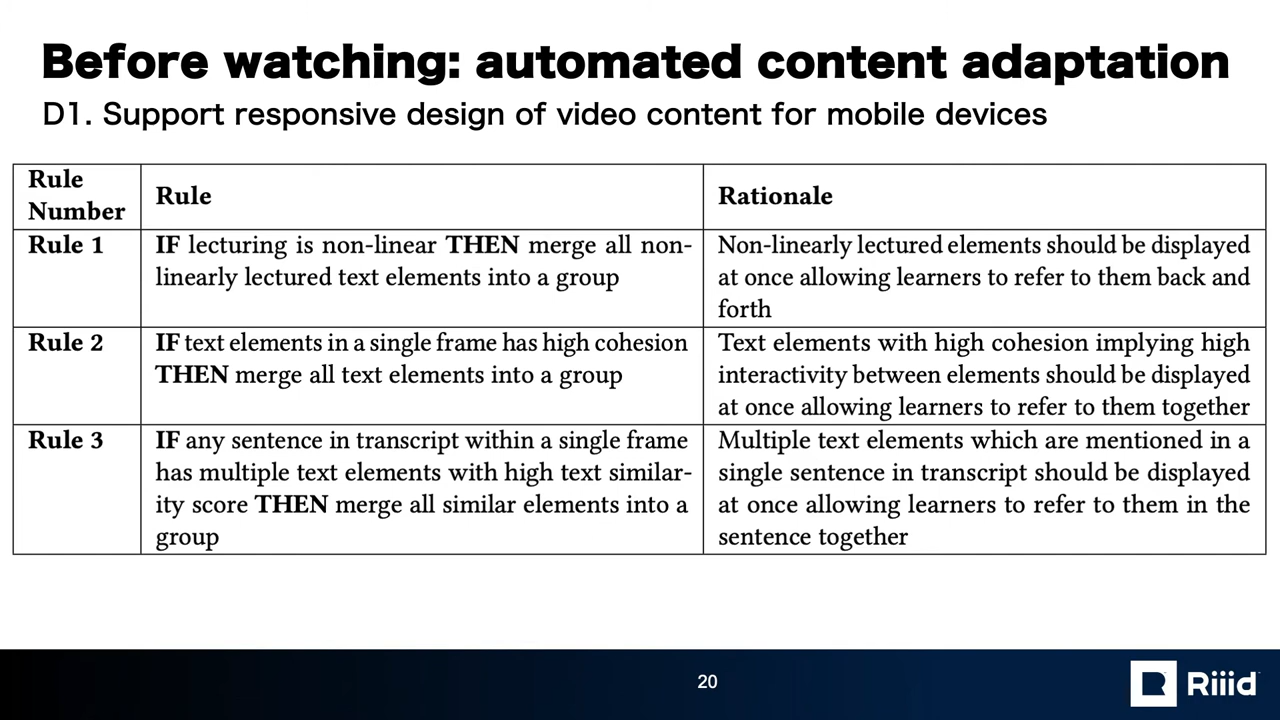 Before watching: automated content adaptation
D1. Support responsive design of video content for mobile devices
Rule
Number
Rule
Rationale
Rule 1
IF lecturing is non-linear THEN merge all non-
linearly lectured text elements into a group
Non-linearly lectured elements should be displayed
at once allowing learners to refer to them back and
forth
Rule 2
IF text elements in a single frame has high cohesion
THEN merge all text elements into a group
Text elements with high cohesion implying high
interactivity between elements should be displayed
at once allowing learners to refer to them together
Rule 3
IF any sentence in transcript within a single frame
has multiple text elements with high text similar-
ity score THEN merge all similar elements into a
group
Multiple text elements which are mentioned in a
single sentence in transcript should be displayed
at once allowing learners to refer to them in the
sentence together
20
Riiid